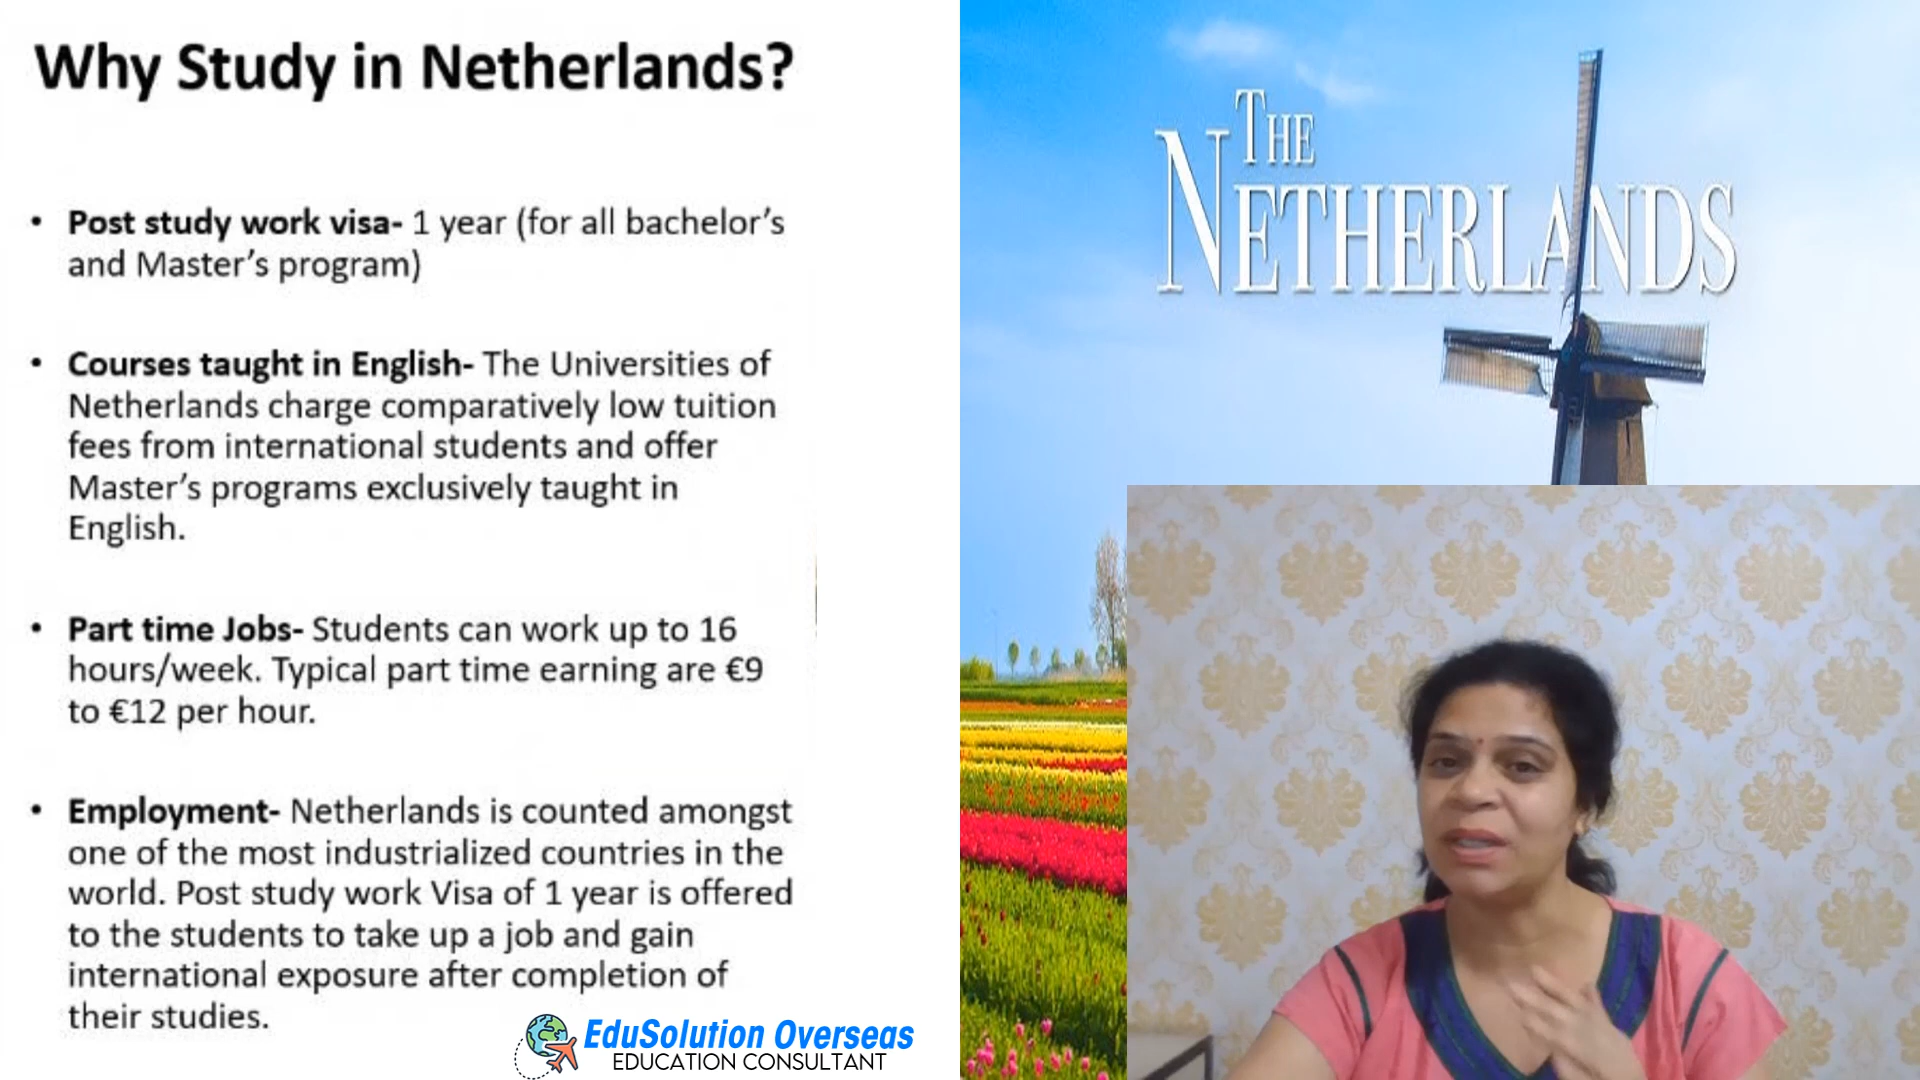 Why Study in Netherlands?
• Post study work visa- 1 year (for all bachelor’s
and Master’s program)
• Courses taught in English- The Universities of
Netherlands charge comparatively low tuition
fees from international students and offer
Master’s programs exclusively taught in
English.
• Part time Jobs- Students can work up to 16
hours/week. Typical part time earning are €9
to €12 per hour.
• Employment- Netherlands is counted amongst
one of the most industrialized countries in the
world. Post study work Visa of 1 year is offered
to the students to take up a job and gain
international exposure after completion of
their studies.
EduSolution Overseas
EDUCATION CONSULTANT
THE
NETHERLANDS